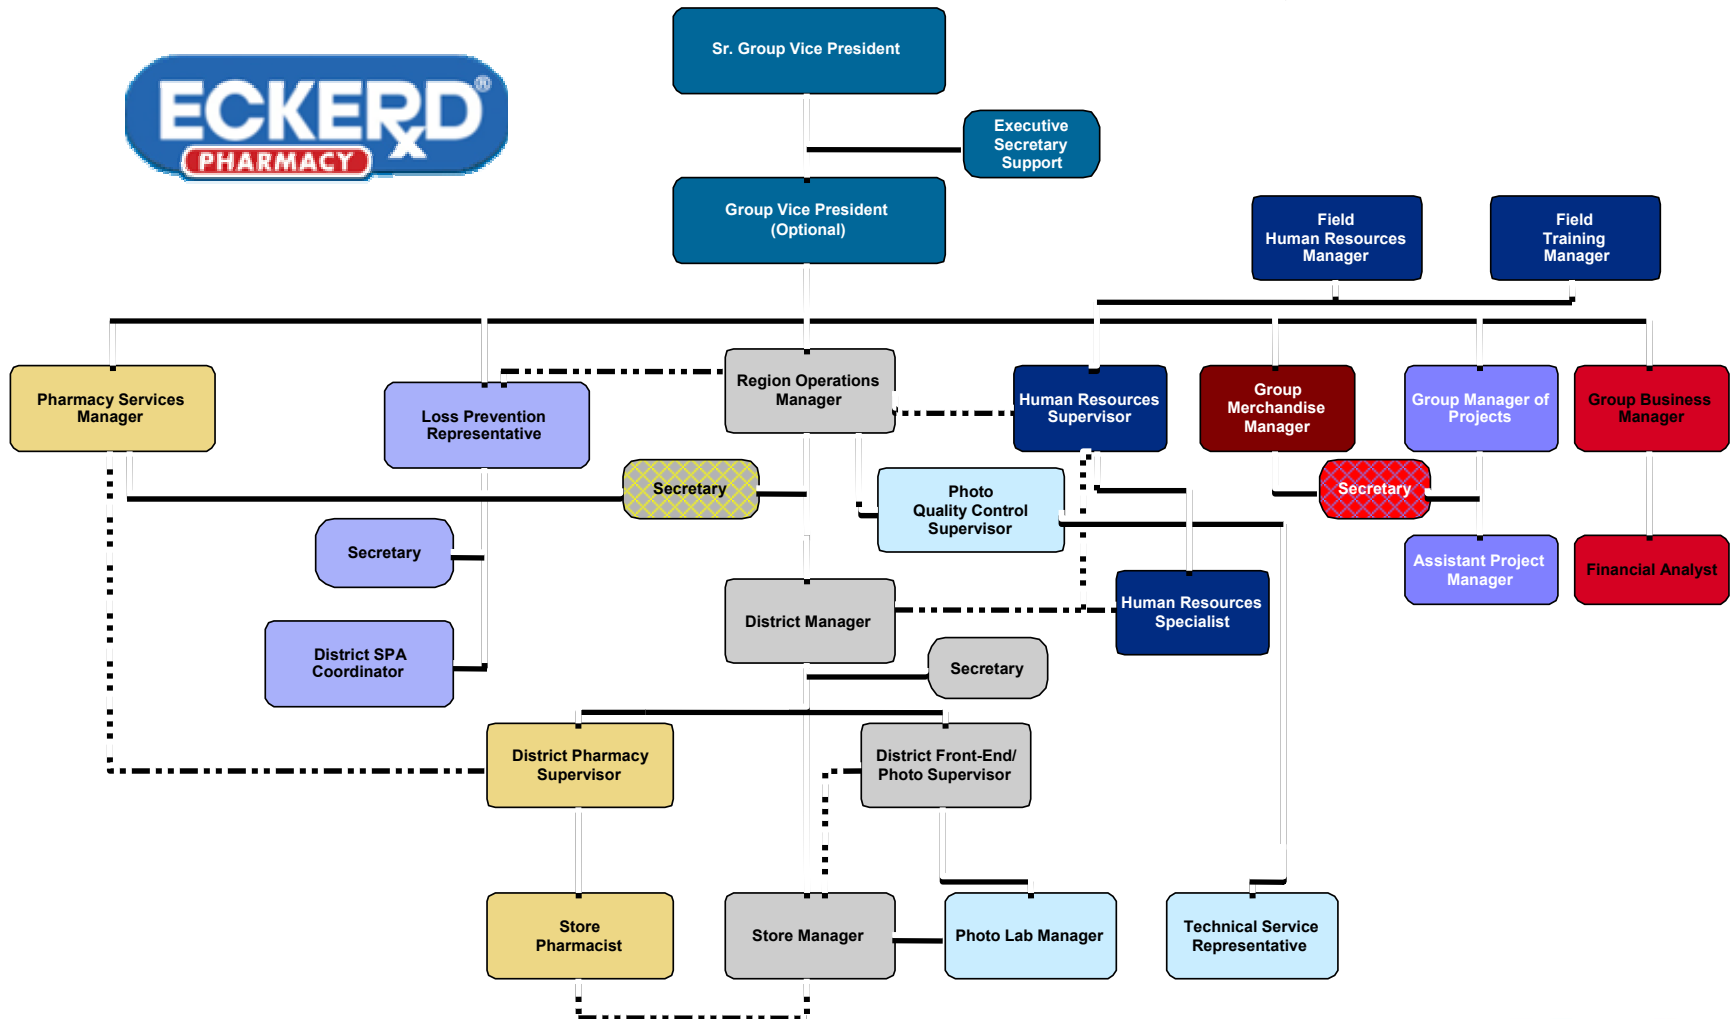 Sr. Group Vice President
ECKERD®
PHARMACY
Executive
Secretary
Support
Group Vice President
(Optional)
Field
Human Resources
Manager
Field
Training
Manager
Pharmacy Services
Manager
Loss Prevention
Representative
Region Operations
Manager
Human Resources
Supervisor
Group
Merchandise
Manager
Group Manager of
Projects
Group Business
Manager
Secretary
Photo
Quality Control
Supervisor
Secretary
Secretary
Assistant Project
Manager
Financial Analyst
District Manager
Human Resources
Specialist
District SPA
Coordinator
Secretary
District Pharmacy
Supervisor
District Front-End/
Photo Supervisor
Store
Pharmacist
Store Manager
Photo Lab Manager
Technical Service
Representative